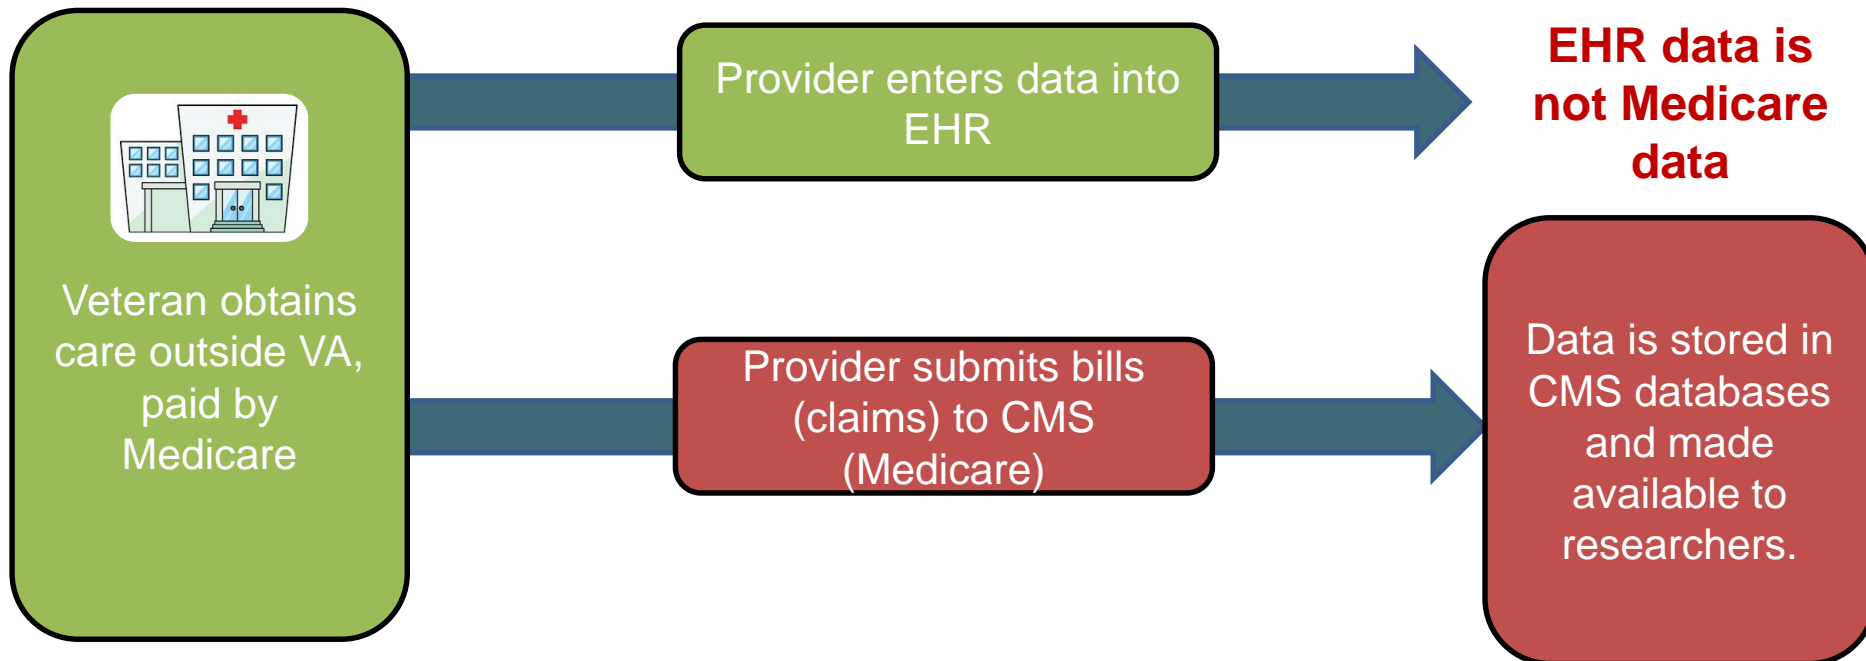 Veteran obtains
care outside VA,
paid by
Medicare
Provider enters data into
EHR
EHR data is
not Medicare
data
Provider submits bills
(claims) to CMS
(Medicare)
Data is stored in
CMS databases
and made
available to
researchers.